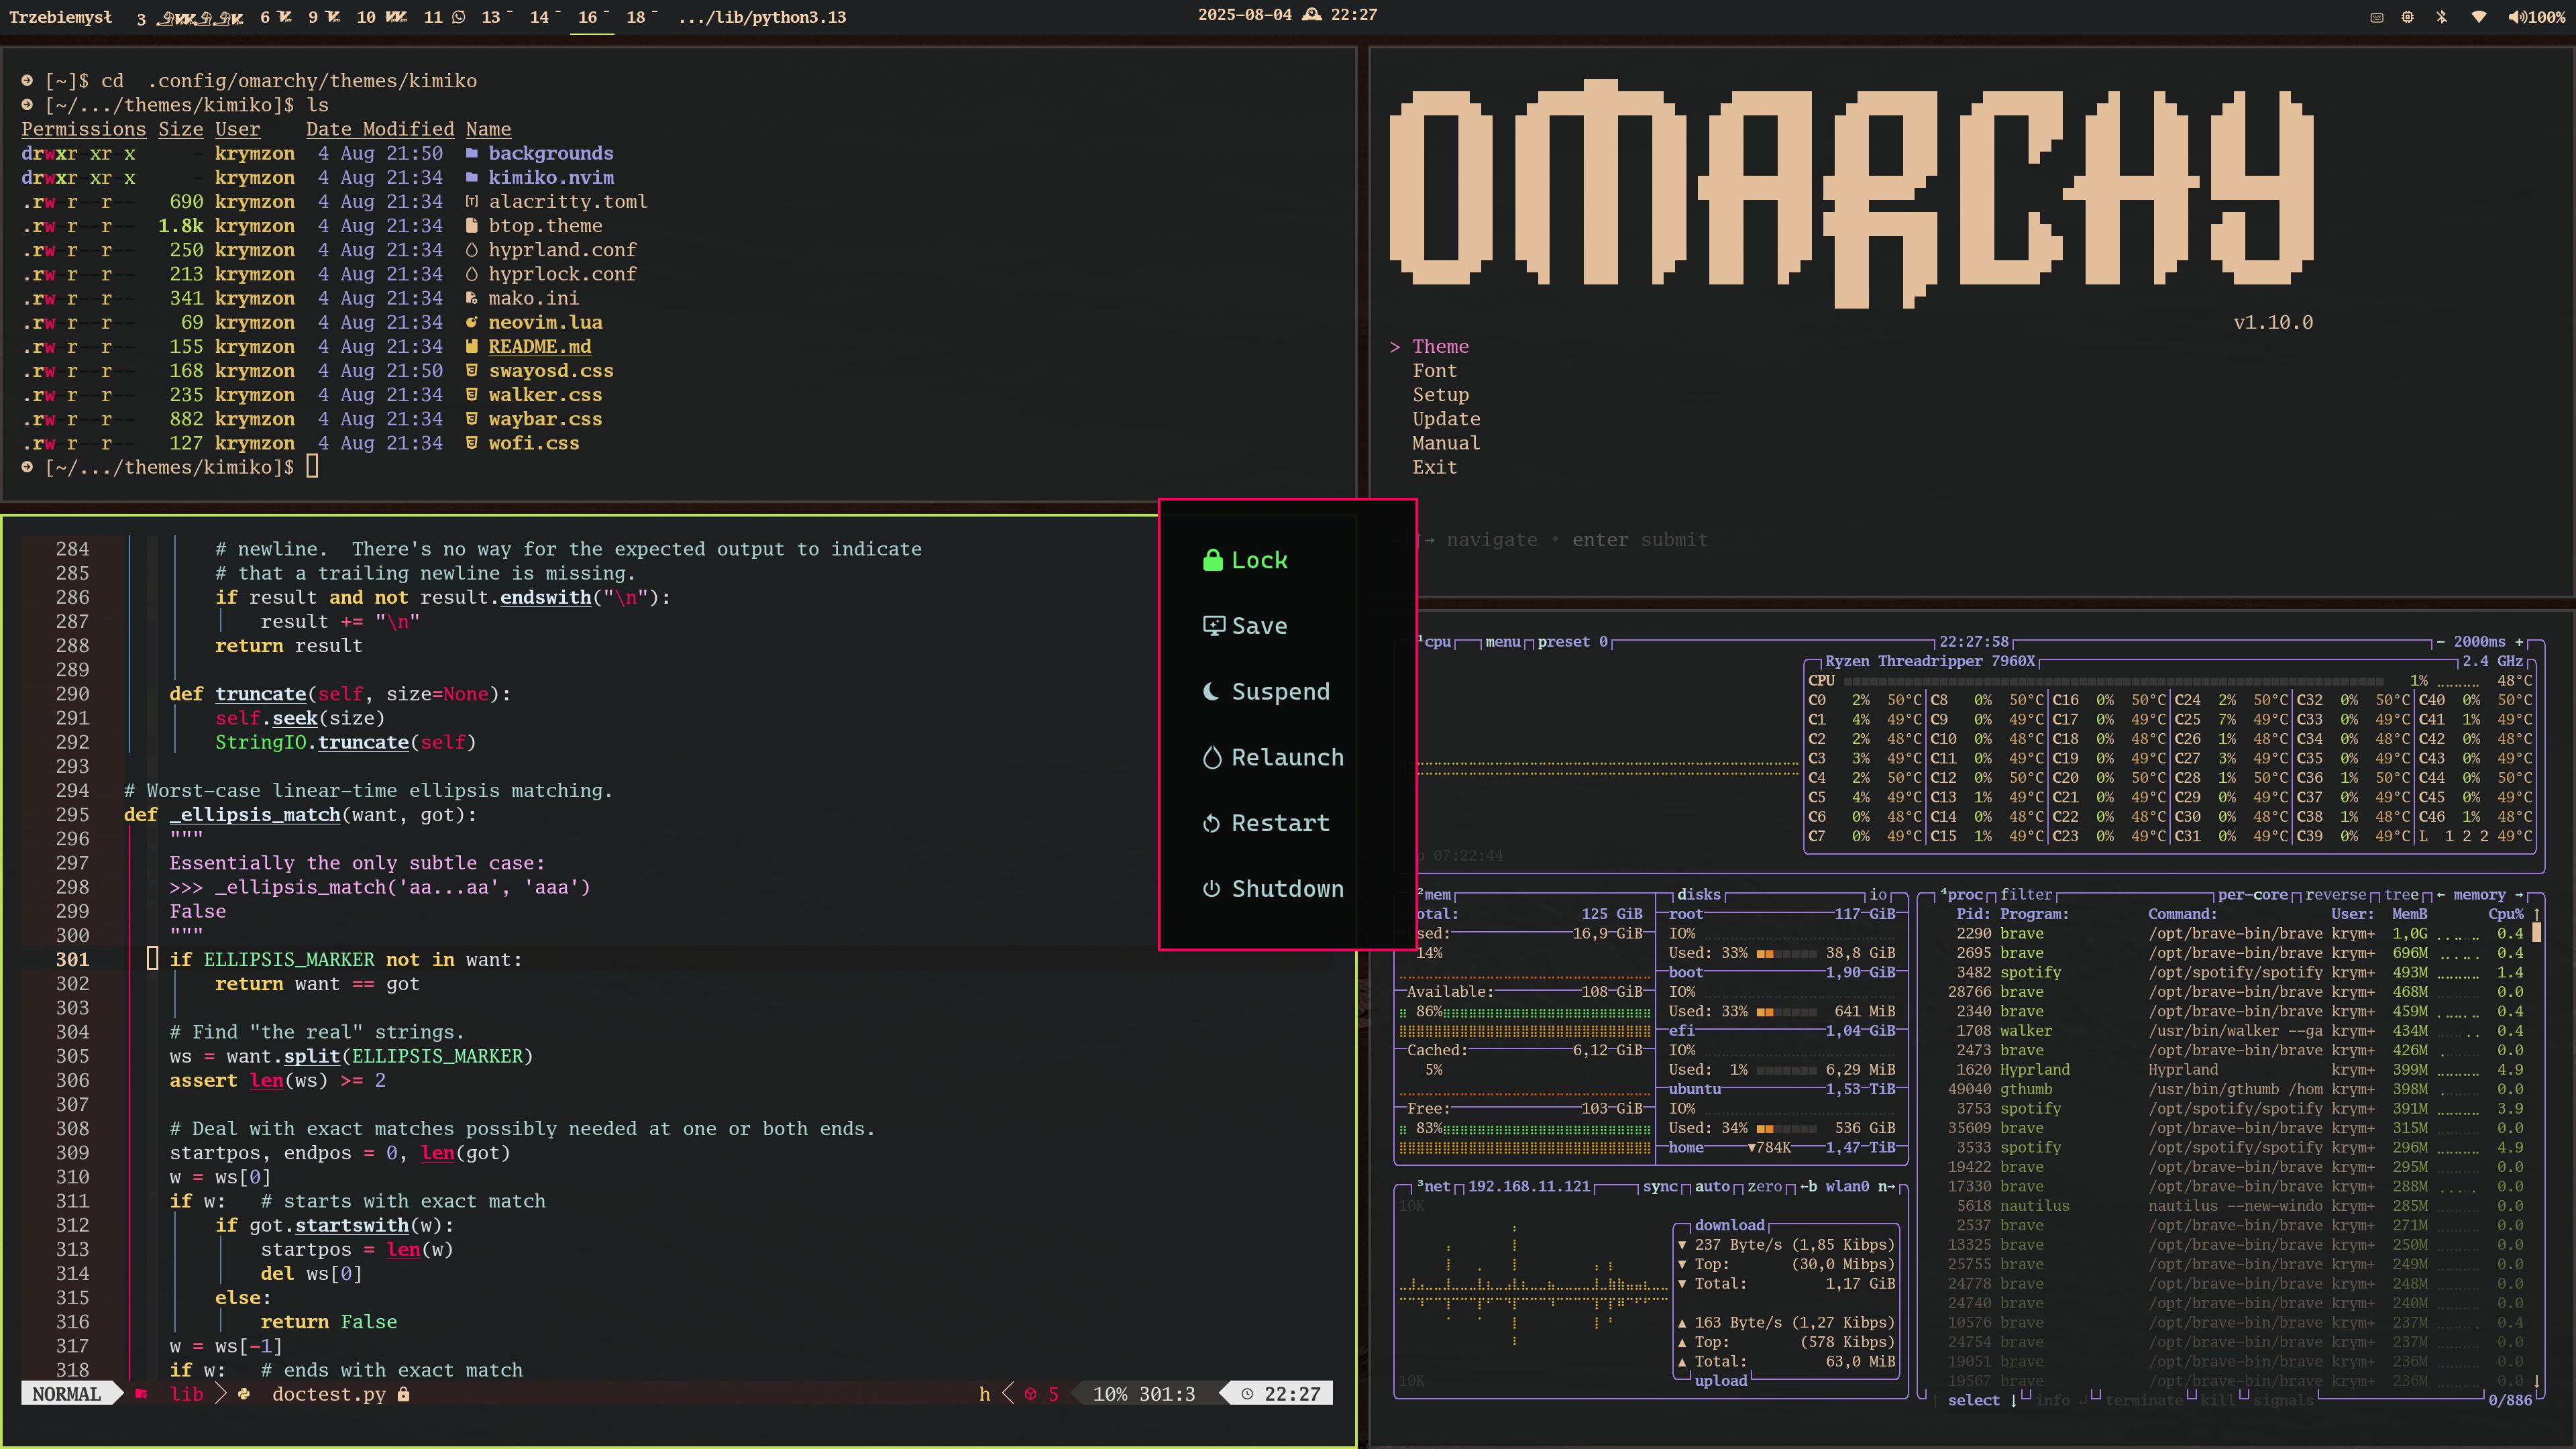 Trzebiemysł 3 6 9 10 11 13 14 16 18 .../lib/python3.13
2025-08-04 22:27
100%
[~]$ cd  .config/omarchy/themes/kimiko
[~/.../themes/kimiko]$ ls
Permissions Size User    Date Modified Name
drwxr-xr-x     - krymzon  4 Aug 21:50 backgrounds
drwxr-xr-x     - krymzon  4 Aug 21:34 kimiko.nvim
.rw-r--r--   690 krymzon  4 Aug 21:34 alacritty.toml
.rw-r--r--  1.8k krymzon  4 Aug 21:34 btop.theme
.rw-r--r--   250 krymzon  4 Aug 21:34 hyprland.conf
.rw-r--r--   213 krymzon  4 Aug 21:34 hyprlock.conf
.rw-r--r--   341 krymzon  4 Aug 21:34 mako.ini
.rw-r--r--    69 krymzon  4 Aug 21:34 neovim.lua
.rw-r--r--   155 krymzon  4 Aug 21:34 README.md
.rw-r--r--   168 krymzon  4 Aug 21:50 swayosd.css
.rw-r--r--   235 krymzon  4 Aug 21:34 walker.css
.rw-r--r--   882 krymzon  4 Aug 21:34 waybar.css
.rw-r--r--   127 krymzon  4 Aug 21:34 wofi.css
[~/.../themes/kimiko]$
OMARCHY
v1.10.0
> Theme
Font
Setup
Update
Manual
Exit
→ navigate • enter submit
284 # newline.  There's no way for the expected output to indicate
285 # that a trailing newline is missing.
286 if result and not result.endswith("\n"):
287 result += "\n"
288 return result
289
290 def truncate(self, size=None):
291 self.seek(size)
292 StringIO.truncate(self)
293
294 # Worst-case linear-time ellipsis matching.
295 def _ellipsis_match(want, got):
296 """
297 Essentially the only subtle case:
298 >>> _ellipsis_match('aa...aa', 'aaa')
299 False
300 """
301 if ELLIPSIS_MARKER not in want:
302 return want == got
303
304 # Find "the real" strings.
305 ws = want.split(ELLIPSIS_MARKER)
306 assert len(ws) >= 2
307
308 # Deal with exact matches possibly needed at one or both ends.
309 startpos, endpos = 0, len(got)
310 w = ws[0]
311 if w:   # starts with exact match
312 if got.startswith(w):
313 startpos = len(w)
314 del ws[0]
315 else:
316 return False
317 w = ws[-1]
318 if w:   # ends with exact match
NORMAL lib doctest.py h 5 10% 301:3 22:27
Lock
Save
Suspend
Relaunch
Restart
Shutdown
¹cpu menu preset 0 22:27:58 - 2000ms +
Ryzen Threadripper 7960X 2.4 GHz
CPU 1% 48°C
C0 2% 50°C C8 0% 50°C C16 0% 50°C C24 2% 50°C C32 0% 50°C C40 0% 50°C
C1 4% 49°C C9 0% 49°C C17 0% 49°C C25 7% 49°C C33 0% 49°C C41 1% 49°C
C2 2% 48°C C10 0% 48°C C18 0% 48°C C26 1% 48°C C34 0% 48°C C42 0% 48°C
C3 3% 49°C C11 0% 49°C C19 0% 49°C C27 3% 49°C C35 0% 49°C C43 0% 49°C
C4 2% 50°C C12 0% 50°C C20 0% 50°C C28 1% 50°C C36 1% 50°C C44 0% 50°C
C5 4% 49°C C13 1% 49°C C21 0% 49°C C29 0% 49°C C37 0% 49°C C45 0% 49°C
C6 0% 48°C C14 0% 48°C C22 0% 48°C C30 0% 48°C C38 1% 48°C C46 1% 48°C
C7 0% 49°C C15 1% 49°C C23 0% 49°C C31 0% 49°C C39 0% 49°C L 1 2 2 49°C
07:22:44
²mem
otal: 125 GiB
sed: 16,9 GiB
14%
Available: 108 GiB
86%
Cached: 6,12 GiB
5%
Free: 103 GiB
83%
disks io
root 117 GiB
IO%
Used: 33% 38,8 GiB
boot 1,90 GiB
IO%
Used: 33% 641 MiB
efi 1,04 GiB
IO%
Used: 1% 6,29 MiB
ubuntu 1,53 TiB
IO%
Used: 34% 536 GiB
home ▼784K 1,47 TiB
³net 192.168.11.121 sync auto zero ←b wlan0 n→
10K
download
▼ 237 Byte/s (1,85 Kibps)
▼ Top: (30,0 Mibps)
▼ Total: 1,17 GiB
▲ 163 Byte/s (1,27 Kibps)
▲ Top: (578 Kibps)
▲ Total: 63,0 MiB
upload
10K
⁴proc filter per-core reverse tree ← memory →
Pid: Program: Command: User: MemB Cpu% ↑
2290 brave /opt/brave-bin/brave krym+ 1,0G 0.4
2695 brave /opt/brave-bin/brave krym+ 696M 0.4
3482 spotify /opt/spotify/spotify krym+ 493M 1.4
28766 brave /opt/brave-bin/brave krym+ 468M 0.0
2340 brave /opt/brave-bin/brave krym+ 459M 0.4
1708 walker /usr/bin/walker --ga krym+ 434M 0.4
2473 brave /opt/brave-bin/brave krym+ 426M 0.0
1620 Hyprland Hyprland krym+ 399M 4.9
49040 gthumb /usr/bin/gthumb /hom krym+ 398M 0.0
3753 spotify /opt/spotify/spotify krym+ 391M 3.9
35609 brave /opt/brave-bin/brave krym+ 315M 0.0
3533 spotify /opt/spotify/spotify krym+ 296M 4.9
19422 brave /opt/brave-bin/brave krym+ 295M 0.0
17330 brave /opt/brave-bin/brave krym+ 288M 0.0
5618 nautilus nautilus --new-windo krym+ 285M 0.0
2537 brave /opt/brave-bin/brave krym+ 271M 0.0
13325 brave /opt/brave-bin/brave krym+ 250M 0.0
25755 brave /opt/brave-bin/brave krym+ 249M 0.0
24778 brave /opt/brave-bin/brave krym+ 248M 0.0
24740 brave /opt/brave-bin/brave krym+ 240M 0.0
10576 brave /opt/brave-bin/brave krym+ 237M 0.4
24754 brave /opt/brave-bin/brave krym+ 237M 0.0
19051 brave /opt/brave-bin/brave krym+ 236M 0.0
19567 brave /opt/brave-bin/brave krym+ 236M 0.0
↑ select ↓ info ↲ terminate kill signals 0/886